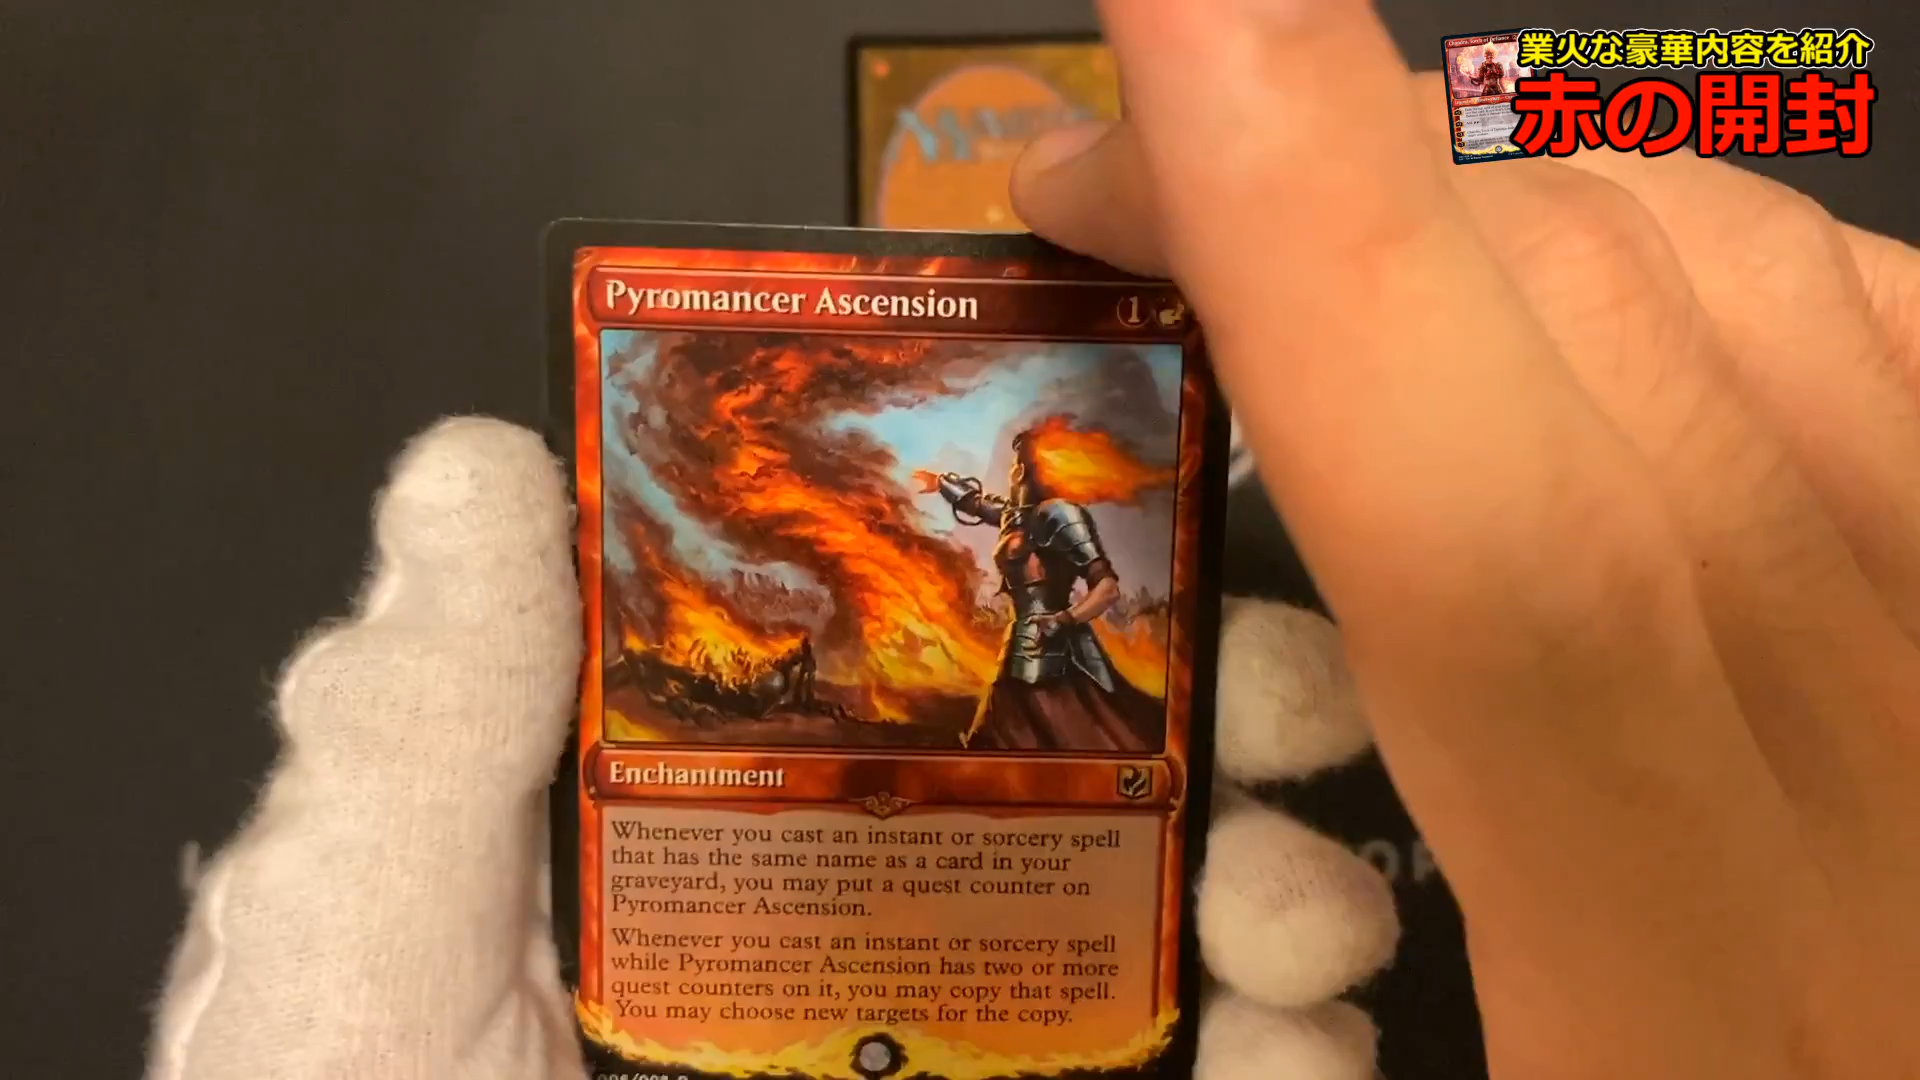 業火な豪華内容を紹介
赤の開封
Pyromancer Ascension
1
Enchantment
Whenever you cast an instant or sorcery spell
that has the same name as a card in your
graveyard, you may put a quest counter on
Pyromancer Ascension.
Whenever you cast an instant or sorcery spell
while Pyromancer Ascension has two or more
quest counters on it, you may copy that spell.
You may choose new targets for the copy.